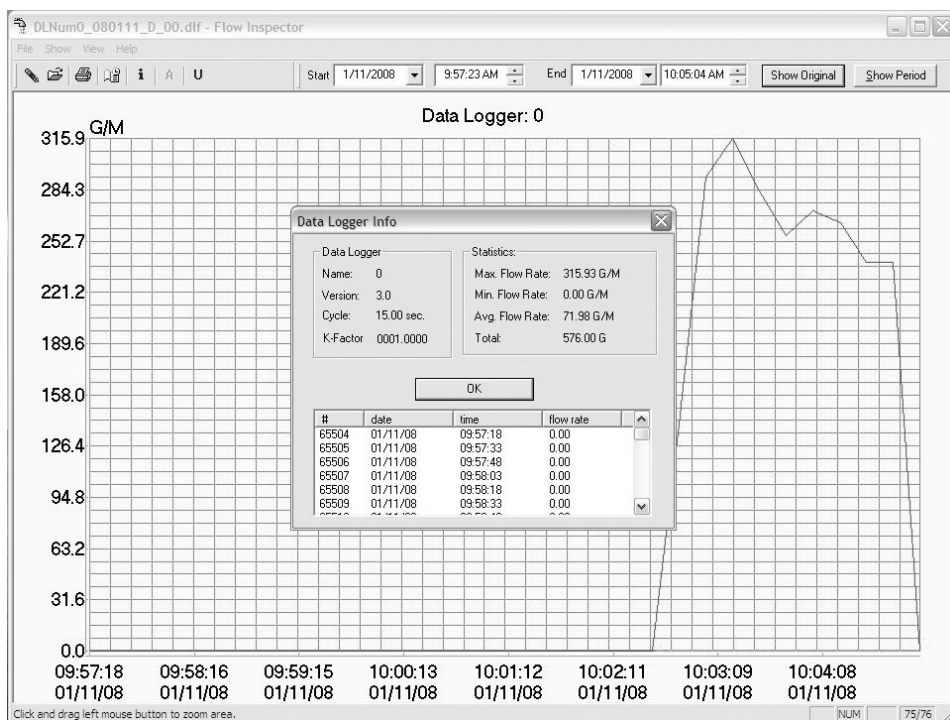 DLNum0_080111_D_00.dlf - Flow Inspector
File Show View Help
i A U Start 1/11/2008 9:57:23 AM End 1/11/2008 10:05:04 AM Show Original Show Period
Data Logger: 0
G/M
315.9
284.3
252.7
221.2
189.6
158.0
126.4
94.8
63.2
31.6
0.0
Data Logger Info
Data Logger
Name: 0
Version: 3.0
Cycle: 15.00 sec.
K-Factor 0001.0000
Statistics:
Max. Flow Rate: 315.93 G/M
Min. Flow Rate: 0.00 G/M
Avg. Flow Rate: 71.98 G/M
Total: 576.00 G
OK
# date time flow rate
65504 01/11/08 09:57:18 0.00
65505 01/11/08 09:57:33 0.00
65506 01/11/08 09:57:48 0.00
65507 01/11/08 09:58:03 0.00
65508 01/11/08 09:58:18 0.00
65509 01/11/08 09:58:33 0.00
09:57:18 09:58:16 09:59:15 10:00:13 10:01:12 10:02:11 10:03:09 10:04:08
01/11/08 01/11/08 01/11/08 01/11/08 01/11/08 01/11/08 01/11/08 01/11/08
Click and drag left mouse button to zoom area. NUM 75/76